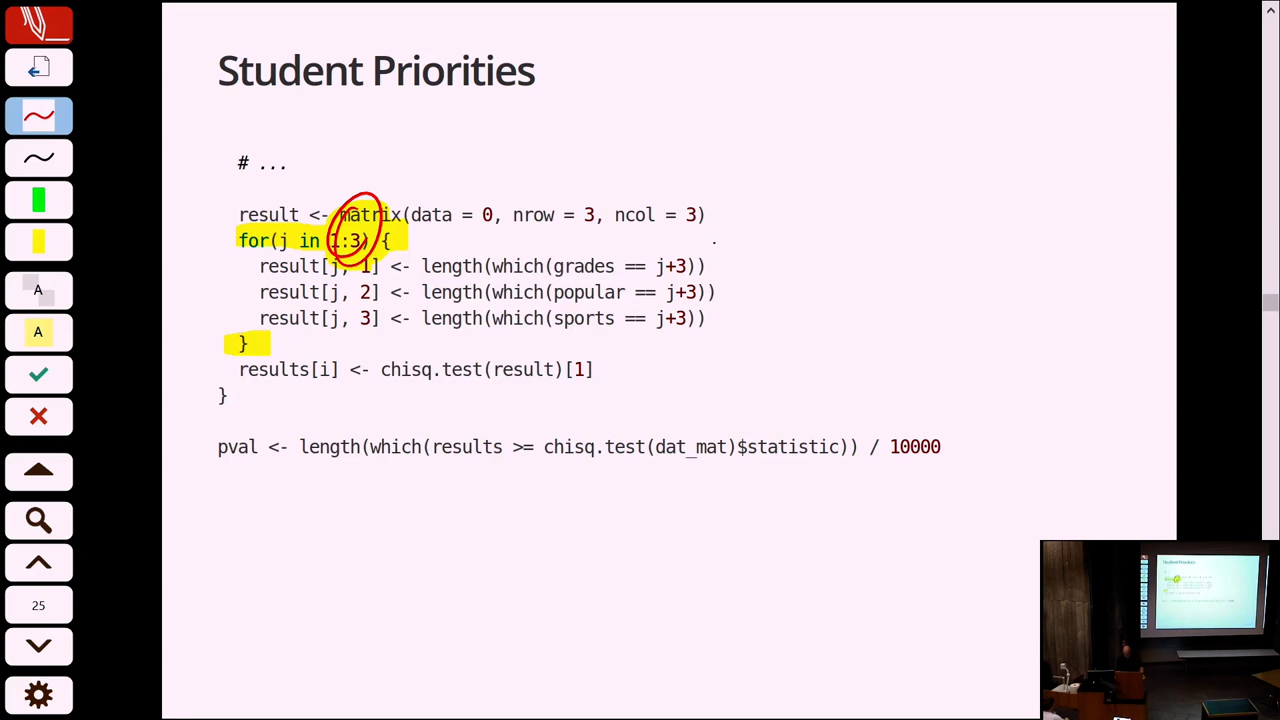 Student Priorities
# ...
result <- matrix(data = 0, nrow = 3, ncol = 3)
for(j in 1:3) {
result[j, 1] <- length(which(grades == j+3))
result[j, 2] <- length(which(popular == j+3))
result[j, 3] <- length(which(sports == j+3))
}
results[i] <- chisq.test(result)[1]
}
pval <- length(which(results >= chisq.test(dat_mat)$statistic)) / 10000
A
A
25
Student Priorities